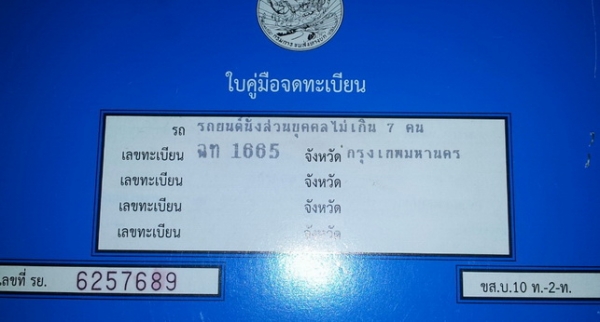 ใบคู่มือจดทะเบียน
รถ รถยนต์นั่งส่วนบุคคลไม่เกิน 7 คน
เลขทะเบียน ฉท 1665 จังหวัด กรุงเทพมหานคร
เลขทะเบียน จังหวัด
เลขทะเบียน จังหวัด
เลขทะเบียน จังหวัด
เลขที่ รย. 6257689 ขส.บ.10 ท.-2-ท.